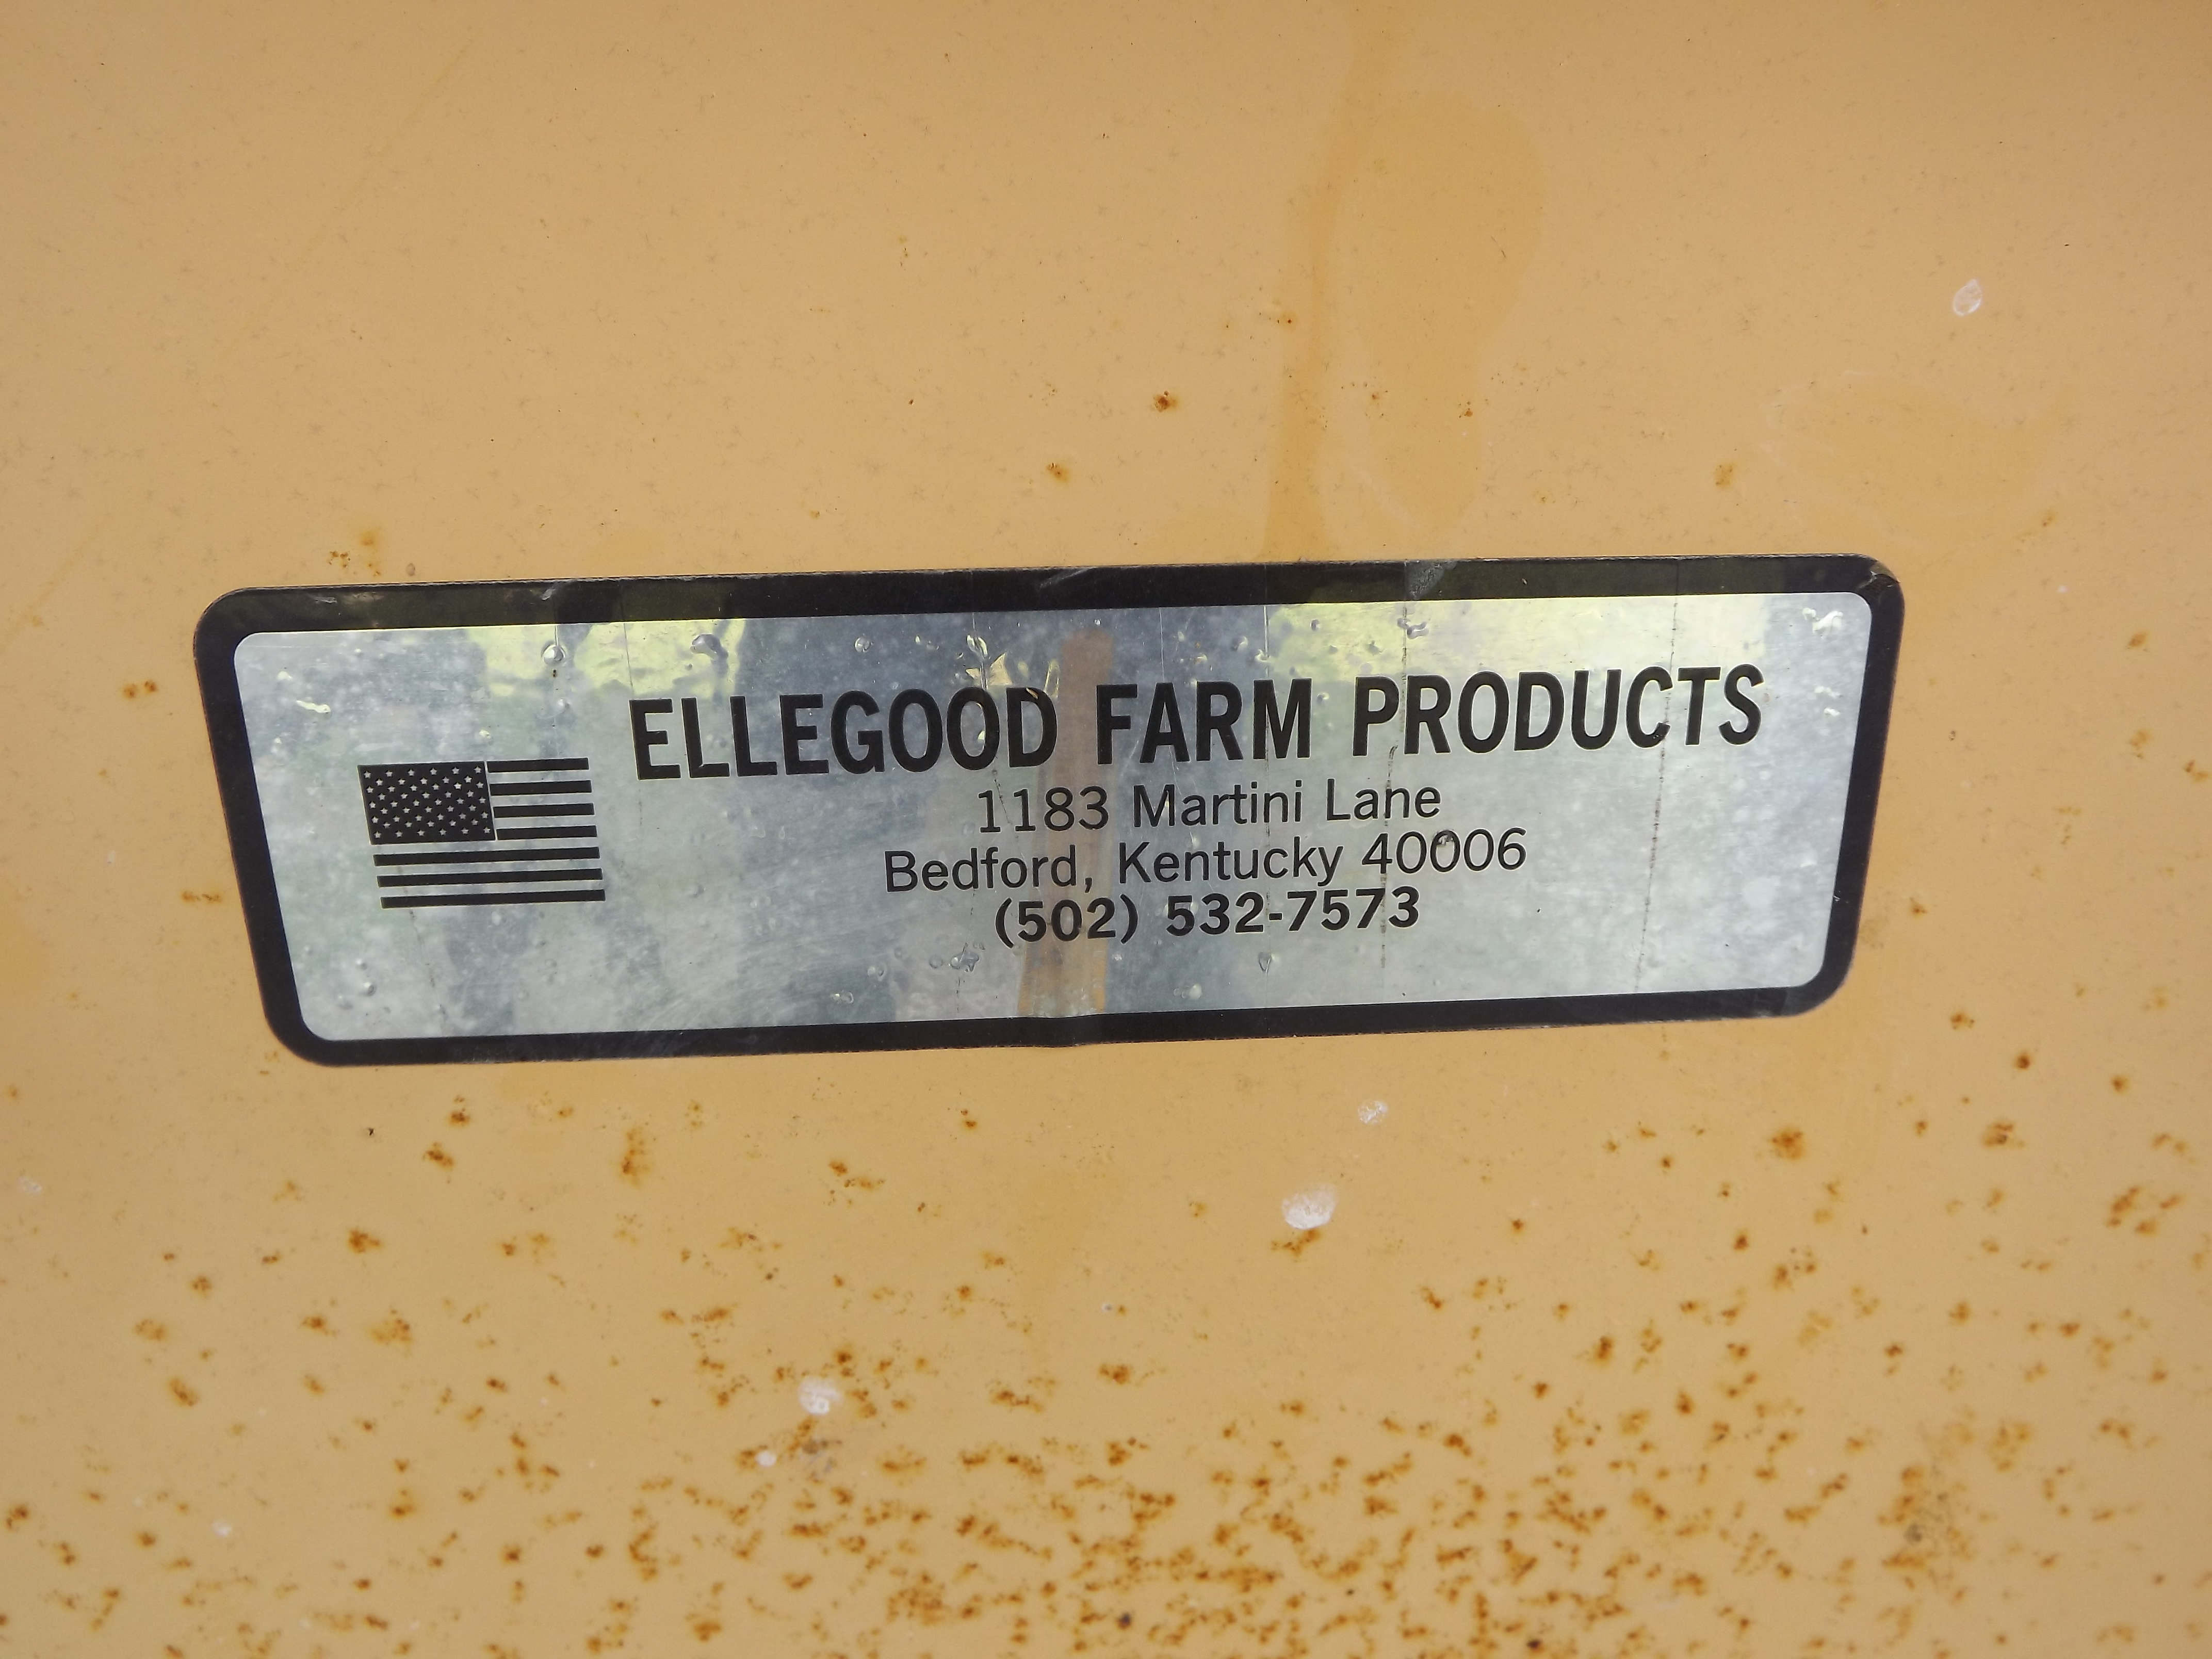 ELLEGOOD FARM PRODUCTS
1183 Martini Lane
Bedford, Kentucky 40006
(502) 532-7573